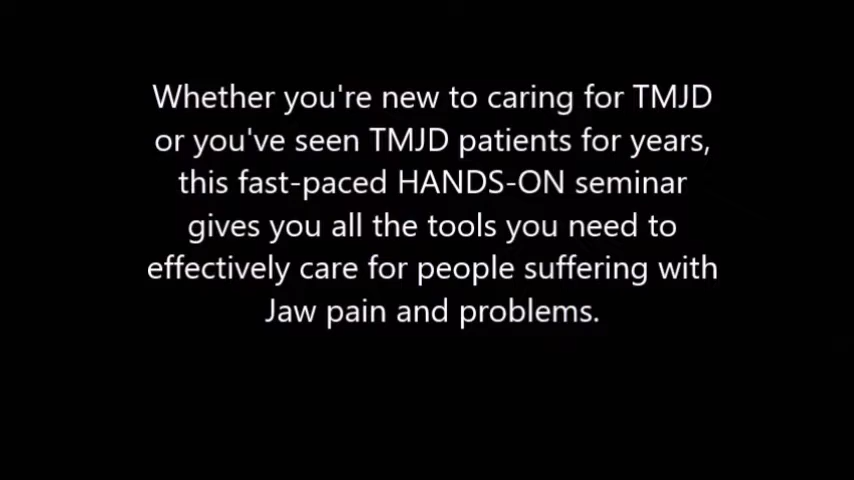 Whether you're new to caring for TMJD
or you've seen TMJD patients for years,
this fast-paced HANDS-ON seminar
gives you all the tools you need to
effectively care for people suffering with
Jaw pain and problems.